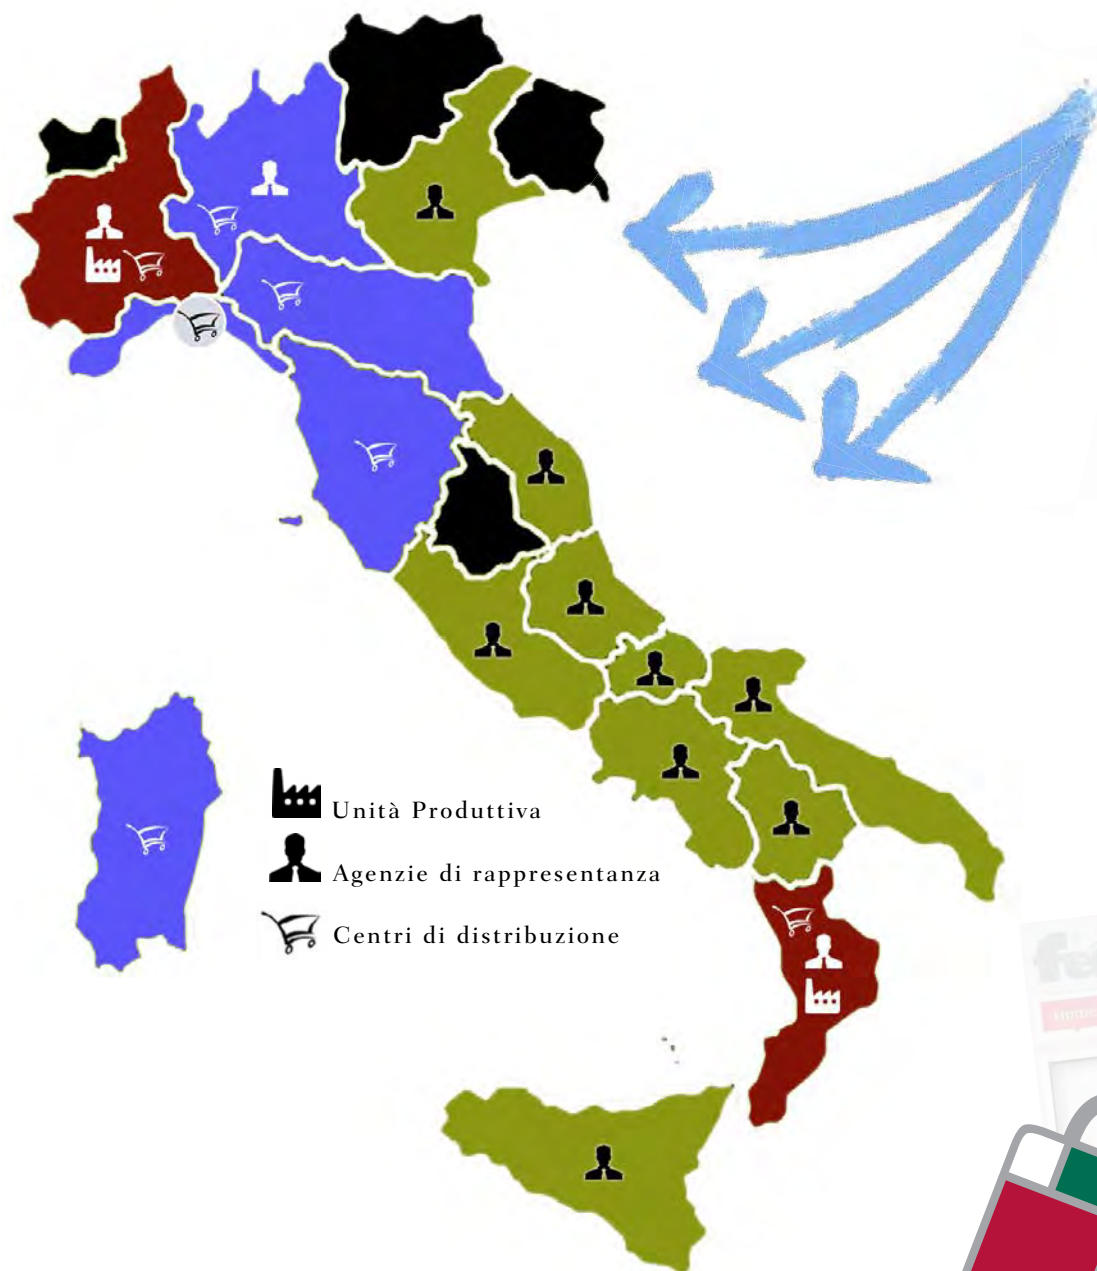 Unità Produttiva
Agenzie di rappresentanza
Centri di distribuzione